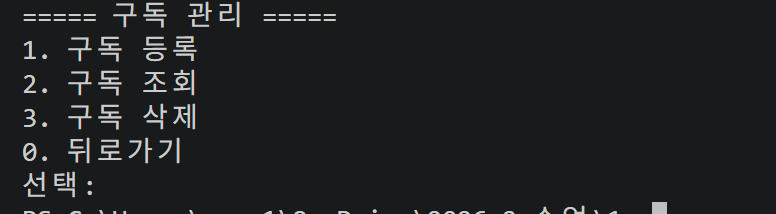 ===== 구독 관리 =====
1. 구독 등록
2. 구독 조회
3. 구독 삭제
0. 뒤로가기
선택: